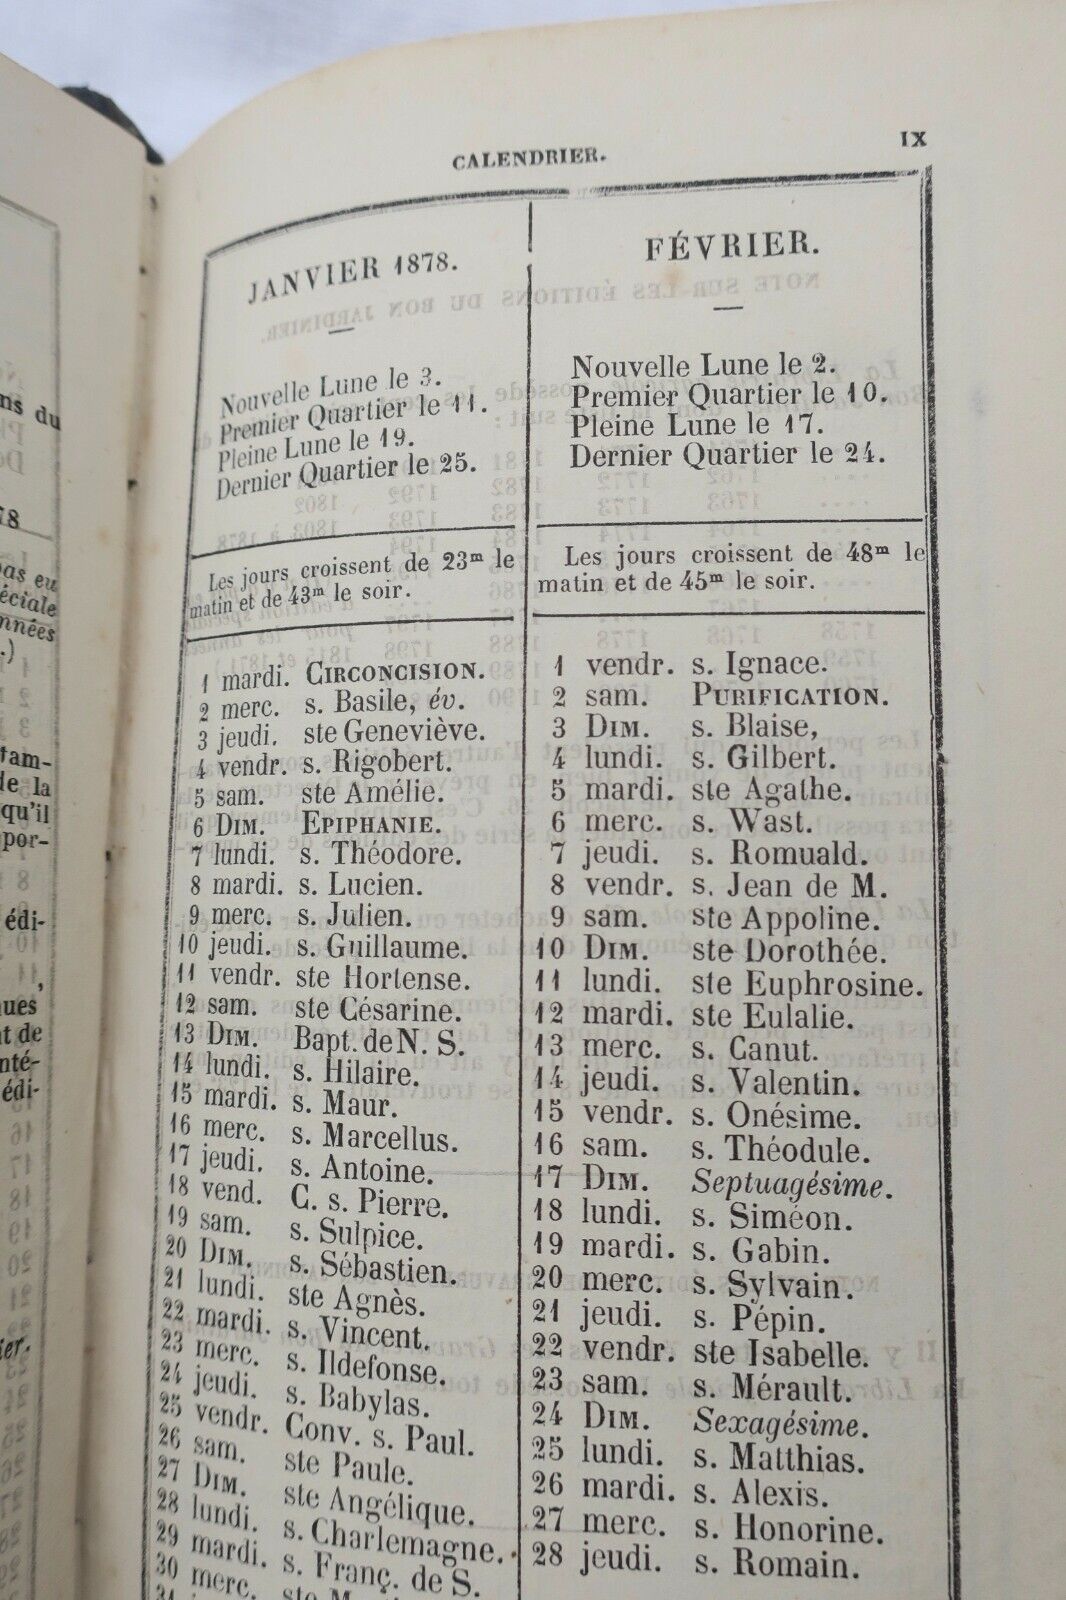 CALENDRIER.
IX
JANVIER 1878.
Nouvelle Lune le 3.
Premier Quartier le 11.
Pleine Lune le 19.
Dernier Quartier le 25.
Les jours croissent de 23m le
matin et de 43m le soir.
1 mardi. CIRCONCISION.
2 merc. s. Basile, év.
3 jeudi. ste Geneviève.
4 vendr. s. Rigobert.
5 sam. ste Amélie.
6 DIM. EPIPHANIE.
7 lundi. s. Théodore.
8 mardi. s. Lucien.
9 merc. s. Julien.
10 jeudi. s. Guillaume.
11 vendr. ste Hortense.
12 sam. ste Césarine.
13 DIM. Bapt. de N. S.
14 lundi. s. Hilaire.
15 mardi. s. Maur.
16 merc. s. Marcellus.
17 jeudi. s. Antoine.
18 vend. C. s. Pierre.
19 sam. s. Sulpice.
20 DIM. s. Sébastien.
21 lundi. ste Agnès.
22 mardi. s. Vincent.
23 merc. s. Ildefonse.
24 jeudi. s. Babylas.
25 vendr. Conv. s. Paul.
26 sam. ste Paule.
27 DIM. ste Angélique.
28 lundi. s. Charlemagne.
29 mardi. s. Franç. de S.
30 merc. ste
FÉVRIER.
Nouvelle Lune le 2.
Premier Quartier le 10.
Pleine Lune le 17.
Dernier Quartier le 24.
Les jours croissent de 48m le
matin et de 45m le soir.
1 vendr. s. Ignace.
2 sam. PURIFICATION.
3 DIM. s. Blaise,
4 lundi. s. Gilbert.
5 mardi. ste Agathe.
6 merc. s. Wast.
7 jeudi. s. Romuald.
8 vendr. s. Jean de M.
9 sam. ste Appoline.
10 DIM. ste Dorothée.
11 lundi. ste Euphrosine.
12 mardi. ste Eulalie.
13 merc. s. Canut.
14 jeudi. s. Valentin.
15 vendr. s. Onésime.
16 sam. s. Théodule.
17 DIM. Septuagésime.
18 lundi. s. Siméon.
19 mardi. s. Gabin.
20 merc. s. Sylvain.
21 jeudi. s. Pépin.
22 vendr. ste Isabelle.
23 sam. s. Mérault.
24 DIM. Sexagésime.
25 lundi. s. Matthias.
26 mardi. s. Alexis.
27 merc. s. Honorine.
28 jeudi. s. Romain.